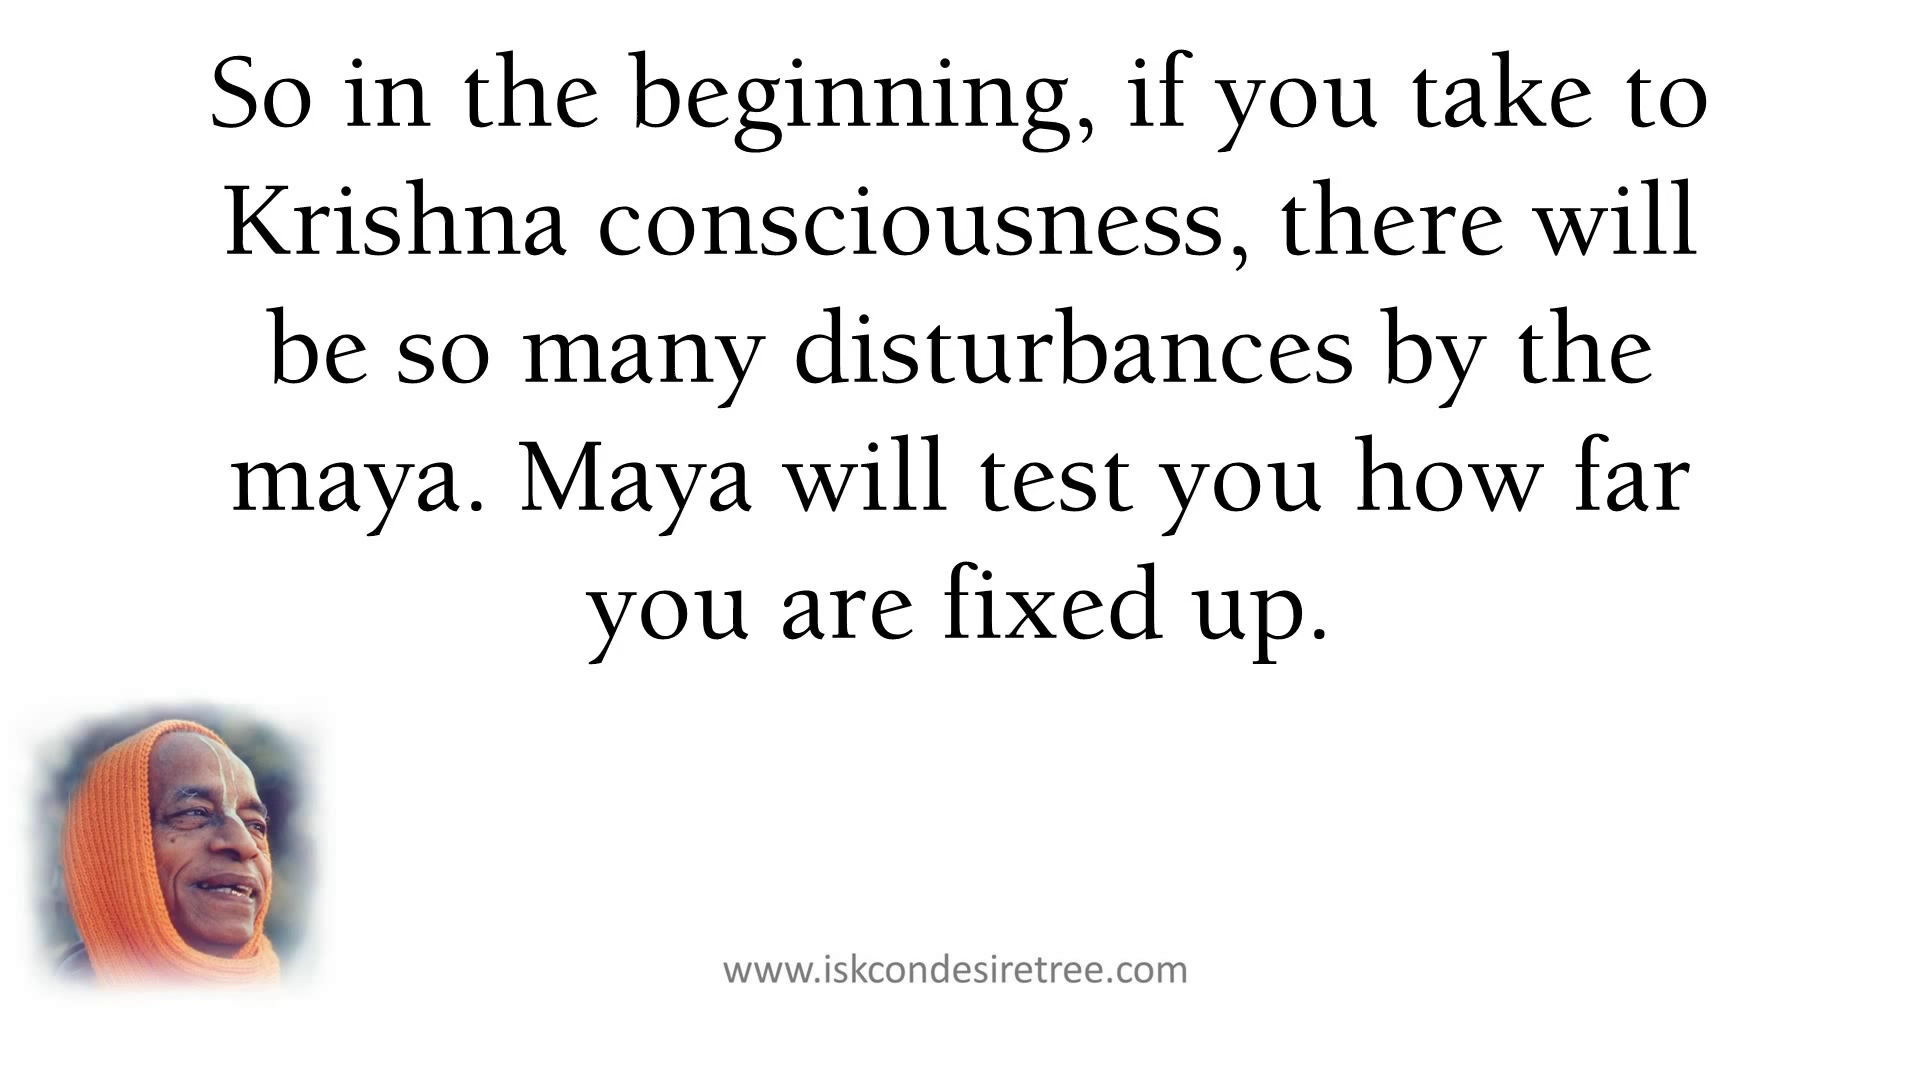 So in the beginning, if you take to
Krishna consciousness, there will
be so many disturbances by the
maya. Maya will test you how far
you are fixed up.
www.iskcondesiretree.com